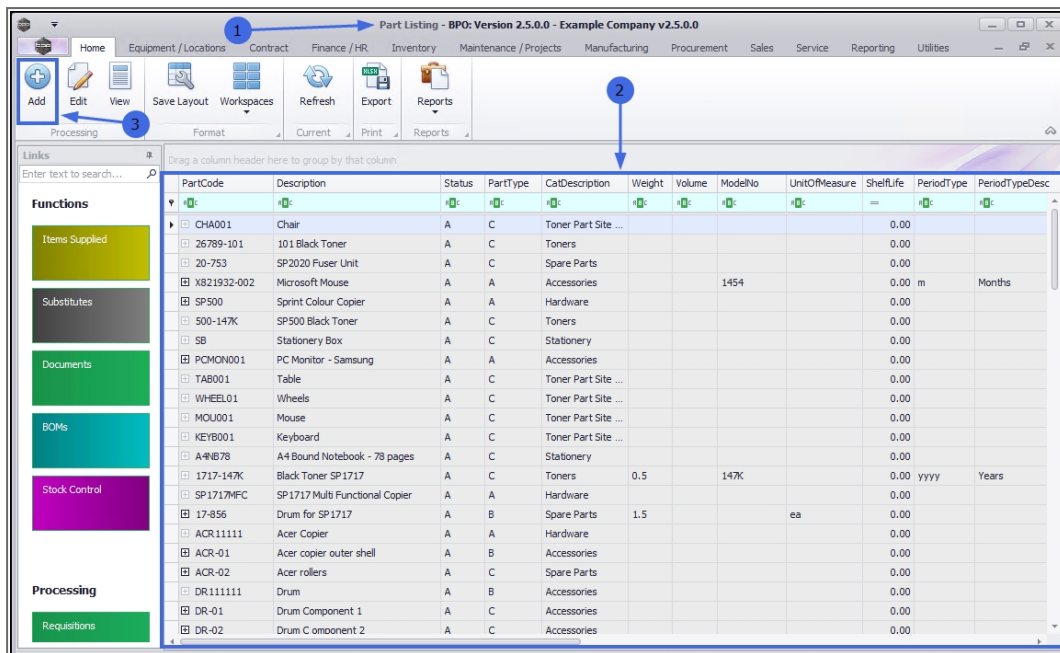 Part Listing - BPO: Version 2.5.0.0 - Example Company v2.5.0.0
1
Home Equipment / Locations Contract Finance / HR Inventory Maintenance / Projects Manufacturing Procurement Sales Service Reporting Utilities
Add Edit View Save Layout Workspaces Refresh Export Reports
2
3
Processing Format Current Print Reports
Links
Enter text to search...
Drag a column header here to group by that column
PartCode Description Status PartType CatDescription Weight Volume ModelNo UnitOfMeasure ShelfLife PeriodType PeriodTypeDesc
CHA001 Chair A C Toner Part Site ... 0.00
26789-101 101 Black Toner A C Toners 0.00
20-753 SP2020 Fuser Unit A C Spare Parts 0.00
X821932-002 Microsoft Mouse A A Accessories 1454 0.00 m Months
SP500 Sprint Colour Copier A A Hardware 0.00
500-147K SP500 Black Toner A C Toners 0.00
SB Stationery Box A C Stationery 0.00
PCMON001 PC Monitor - Samsung A A Accessories 0.00
TAB001 Table A C Toner Part Site ... 0.00
WHEEL01 Wheels A C Toner Part Site ... 0.00
MOU001 Mouse A C Toner Part Site ... 0.00
KEYB001 Keyboard A C Toner Part Site ... 0.00
A4NB78 A4 Bound Notebook - 78 pages A C Stationery 0.00
1717-147K Black Toner SP1717 A C Toners 0.5 147K 0.00 yyyy Years
SP1717MFC SP1717 Multi Functional Copier A A Hardware 0.00
17-856 Drum for SP1717 A B Spare Parts 1.5 ea 0.00
ACR11111 Acer Copier A A Hardware 0.00
ACR-01 Acer copier outer shell A B Accessories 0.00
ACR-02 Acer rollers A C Spare Parts 0.00
DR111111 Drum A B Accessories 0.00
DR-01 Drum Component 1 A C Accessories 0.00
DR-02 Drum C omponent 2 A C Accessories 0.00
Functions
Items Supplied
Substitutes
Documents
BOMs
Stock Control
Processing
Requisitions